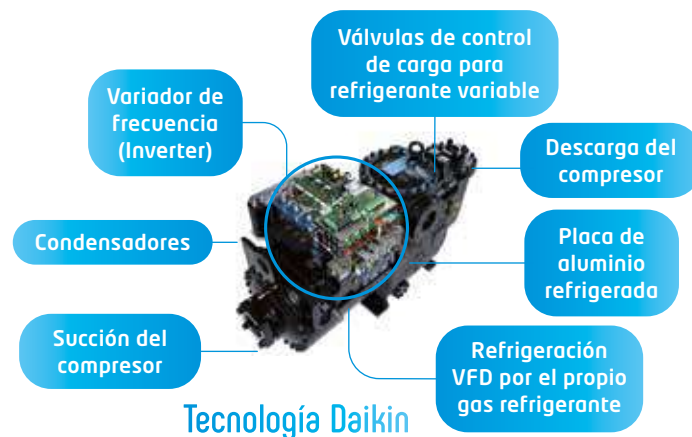 Válvulas de control
de carga para
refrigerante variable
Variador de
frecuencia
(Inverter)
Descarga del
compresor
Condensadores
Placa de
aluminio
refrigerada
Succión del
compresor
Refrigeración
VFD por el propio
gas refrigerante
Tecnología Daikin